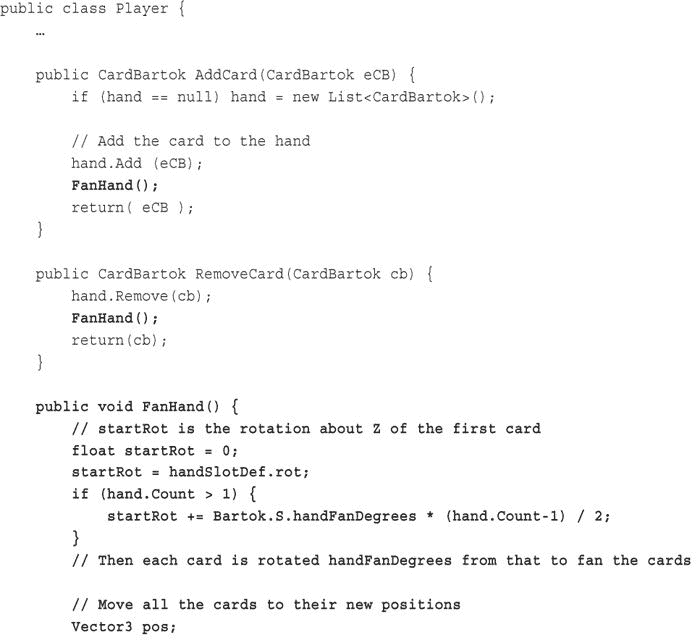 public class Player {
…
public CardBartok AddCard(CardBartok eCB) {
if (hand == null) hand = new List<CardBartok>();
// Add the card to the hand
hand.Add (eCB);
FanHand();
return( eCB );
}
public CardBartok RemoveCard(CardBartok cb) {
hand.Remove(cb);
FanHand();
return(cb);
}
public void FanHand() {
// startRot is the rotation about Z of the first card
float startRot = 0;
startRot = handSlotDef.rot;
if (hand.Count > 1) {
startRot += Bartok.S.handFanDegrees * (hand.Count-1) / 2;
}
// Then each card is rotated handFanDegrees from that to fan the cards
// Move all the cards to their new positions
Vector3 pos;